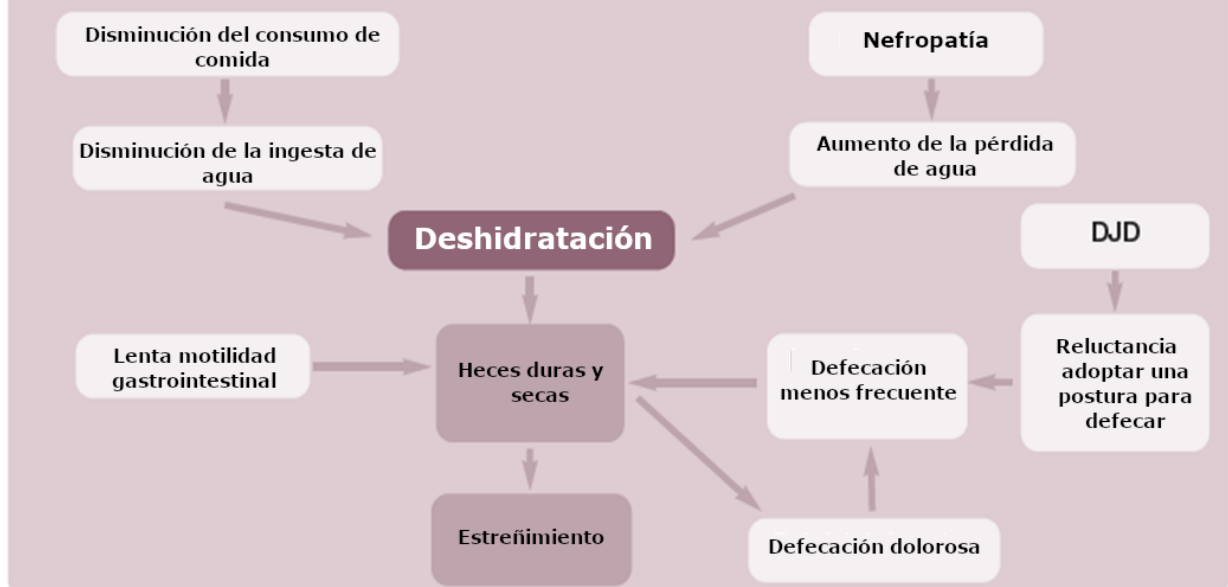 Disminución del consumo de
comida
Nefropatía
Disminución de la ingesta de
agua
Aumento de la pérdida
de agua
Deshidratación
DJD
Lenta motilidad
gastrointestinal
Heces duras y
secas
Defecación
menos frecuente
Reluctancia
adoptar una
postura para
defecar
Estreñimiento
Defecación dolorosa